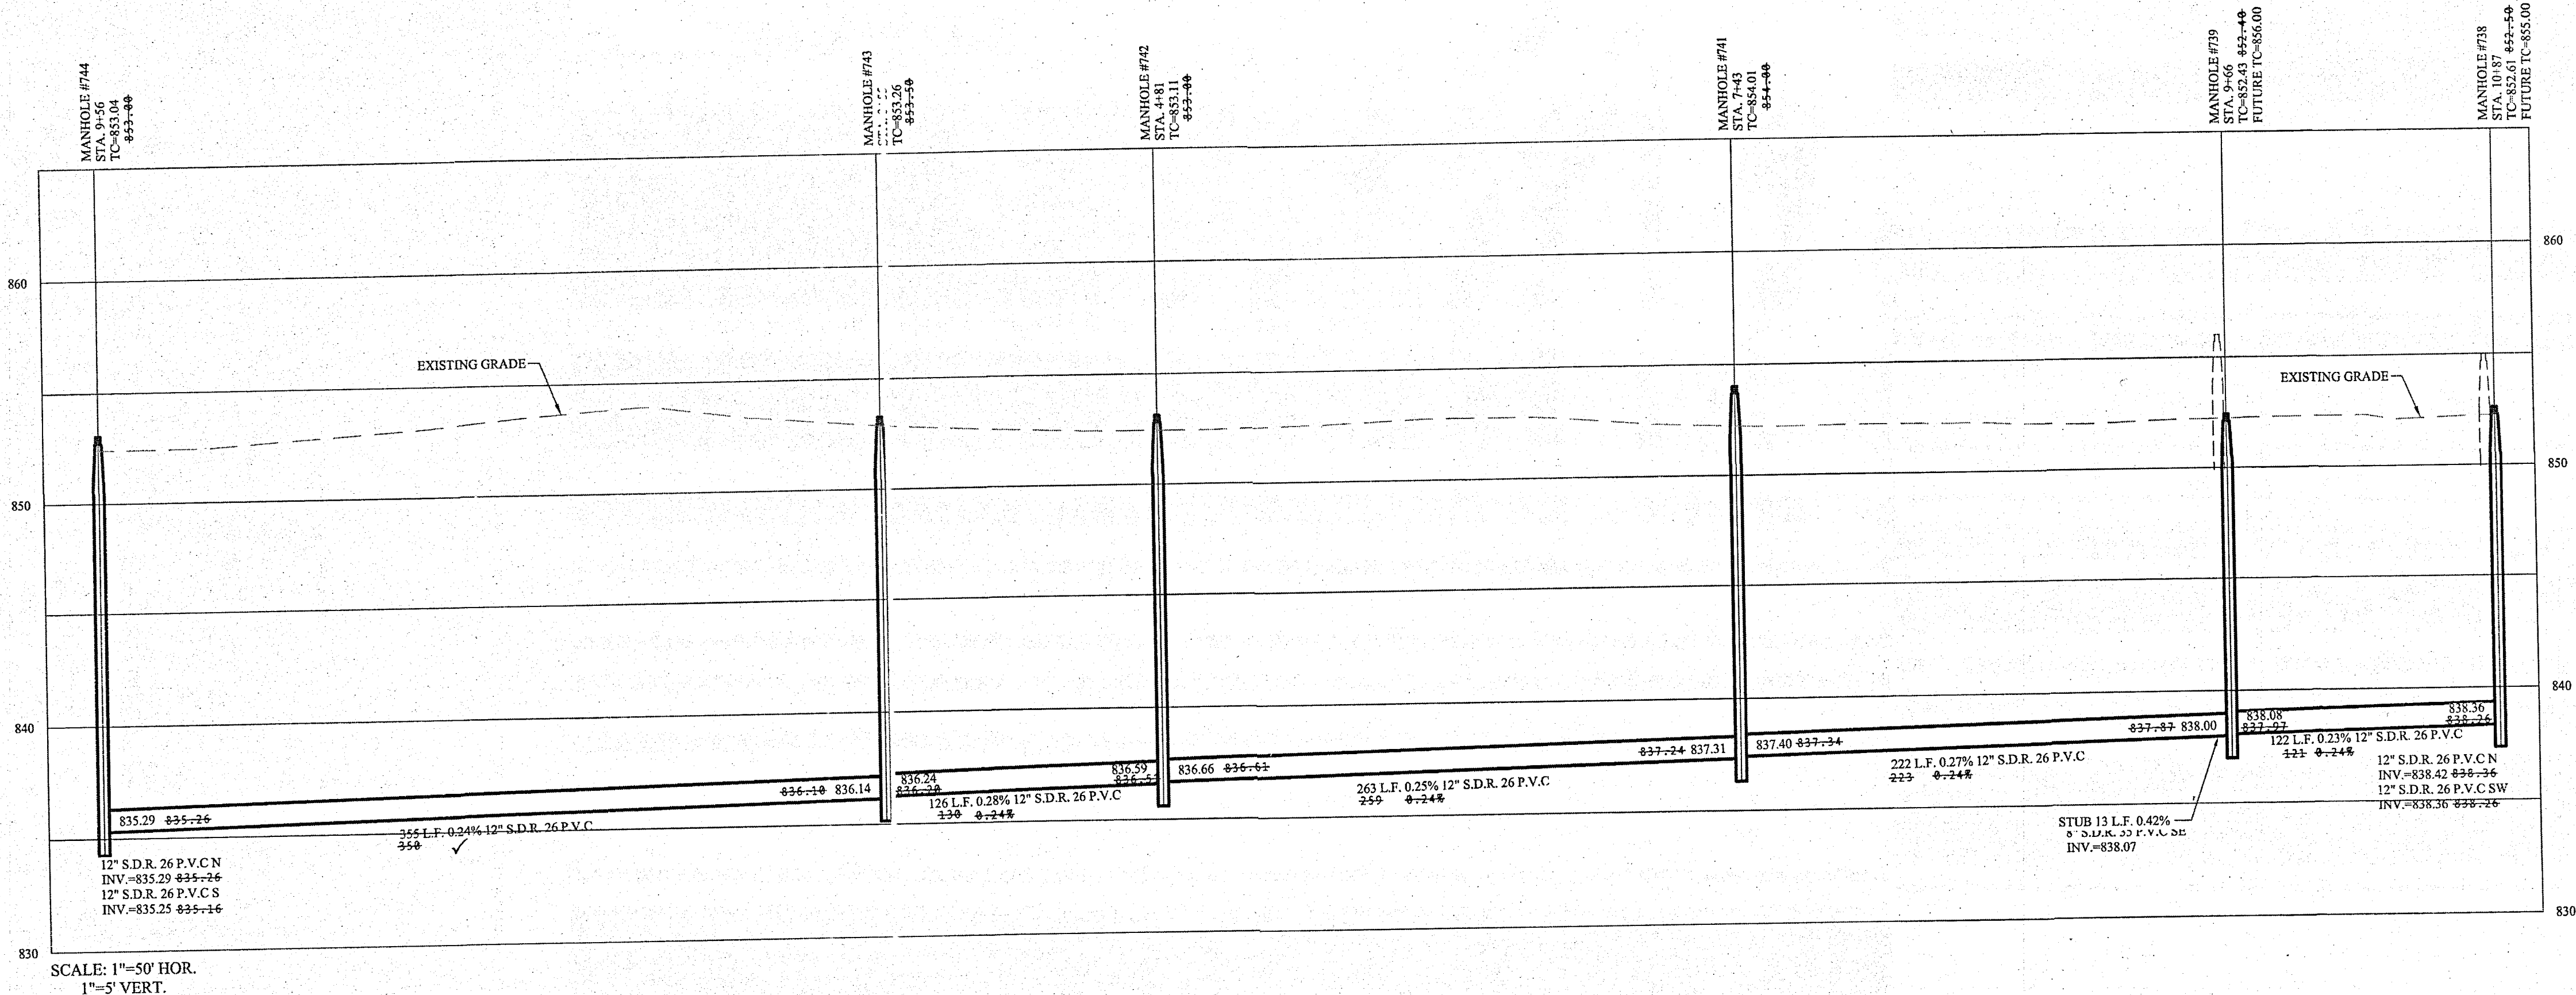 MANHOLE #744
STA. 9+56
TC=853.04
853.00
MANHOLE #743
TC=853.26
853.50
MANHOLE #742
STA. 4+81
TC=853.11
853.00
MANHOLE #741
STA. 7+43
TC=854.01
854.00
MANHOLE #739
STA. 9+66
TC=852.43 852.40
FUTURE TC=856.00
MANHOLE #738
STA. 10+87
TC=852.61 852.50
FUTURE TC=855.00
860
860
EXISTING GRADE
EXISTING GRADE
850
850
840
840
835.29 835.26
836.10 836.14
836.24
836.20
836.59
836.66 836.61
837.24 837.31
837.40 837.34
837.87 838.00
838.08
837.97
838.36
838.26
355 L.F. 0.24% 12" S.D.R. 26 P.V.C
350 ✓
126 L.F. 0.28% 12" S.D.R. 26 P.V.C
130 0.24%
263 L.F. 0.25% 12" S.D.R. 26 P.V.C
259 0.24%
222 L.F. 0.27% 12" S.D.R. 26 P.V.C
223 0.24%
122 L.F. 0.23% 12" S.D.R. 26 P.V.C
121 0.24%
12" S.D.R. 26 P.V.C N
INV.=838.42 838.36
12" S.D.R. 26 P.V.C SW
INV.=838.36 838.26
STUB 13 L.F. 0.42%
8" S.D.R. 35 P.V.C SE
INV.=838.07
12" S.D.R. 26 P.V.C N
INV.=835.29 835.26
12" S.D.R. 26 P.V.C S
INV.=835.25 835.16
830
830
SCALE: 1"=50' HOR.
1"=5' VERT.